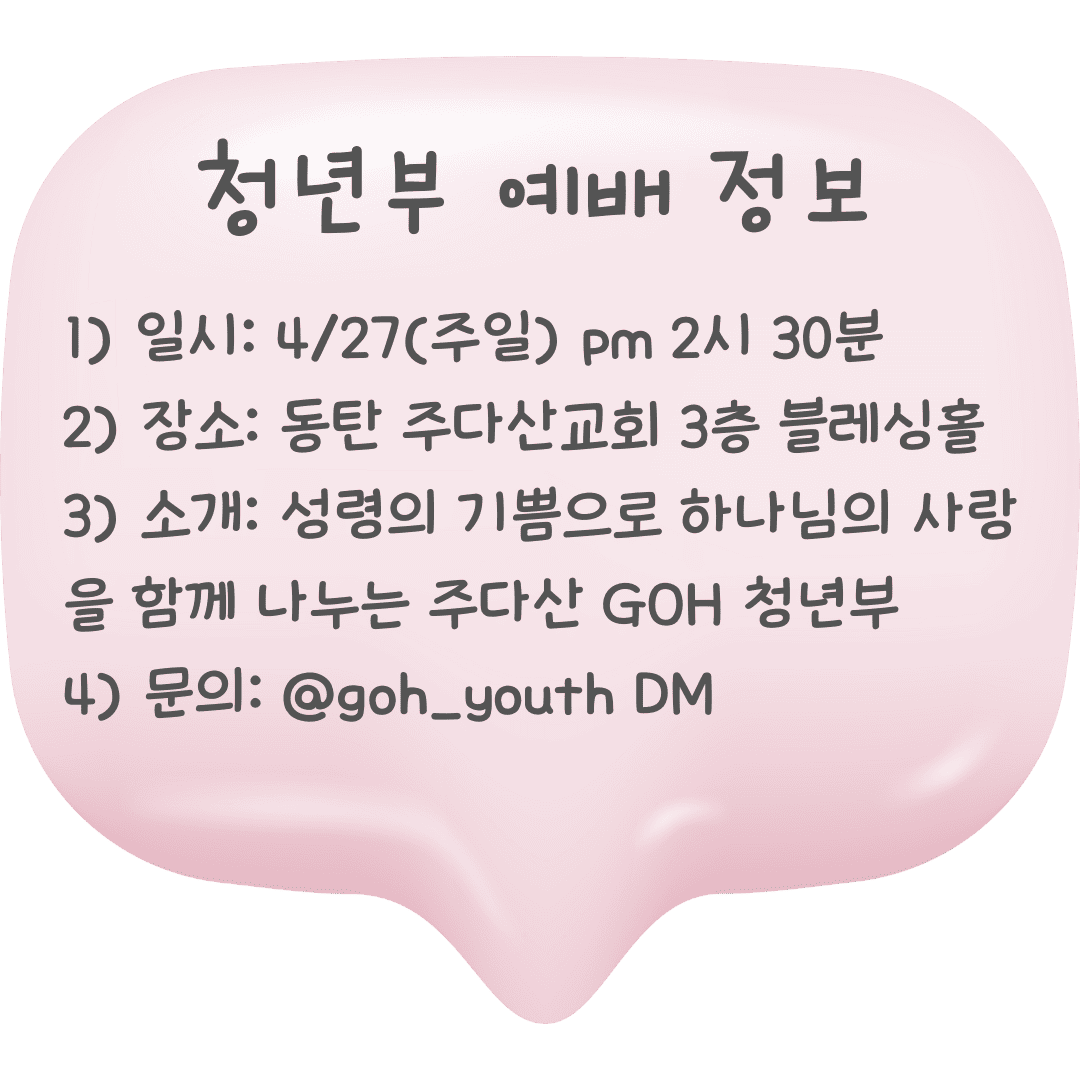 청년부 예배 정보
1) 일시: 4/27(주일) pm 2시 30분
2) 장소: 동탄 주다산교회 3층 블레싱홀
3) 소개: 성령의 기쁨으로 하나님의 사랑
을 함께 나누는 주다산 GOH 청년부
4) 문의: @goh_youth DM